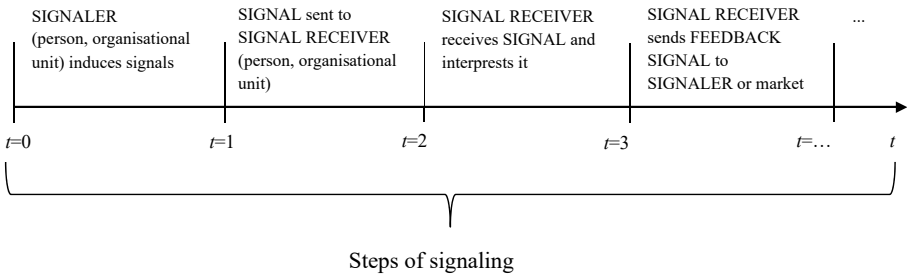 SIGNALER
(person, organisational
unit) induces signals
SIGNAL sent to
SIGNAL RECEIVER
(person, organisational
unit)
SIGNAL RECEIVER
receives SIGNAL and
interprests it
SIGNAL RECEIVER
sends FEEDBACK
SIGNAL to
SIGNALER or market
...
t=0
t=1
t=2
t=3
t=…
t
Steps of signaling